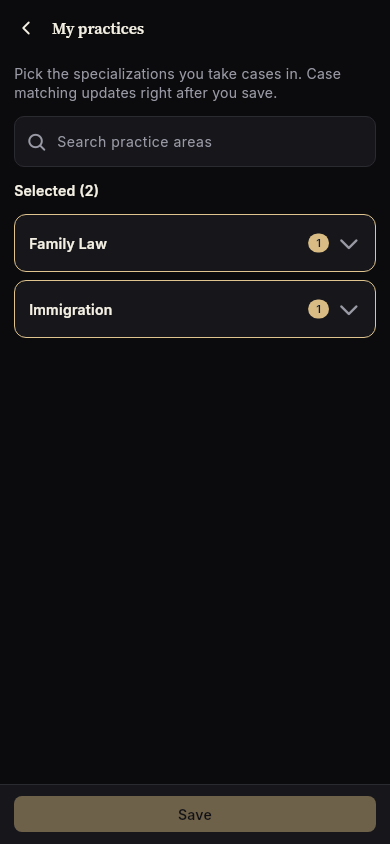 My practices
Pick the specializations you take cases in. Case
matching updates right after you save.
Search practice areas
Selected (2)
Family Law 1
Immigration 1
Save